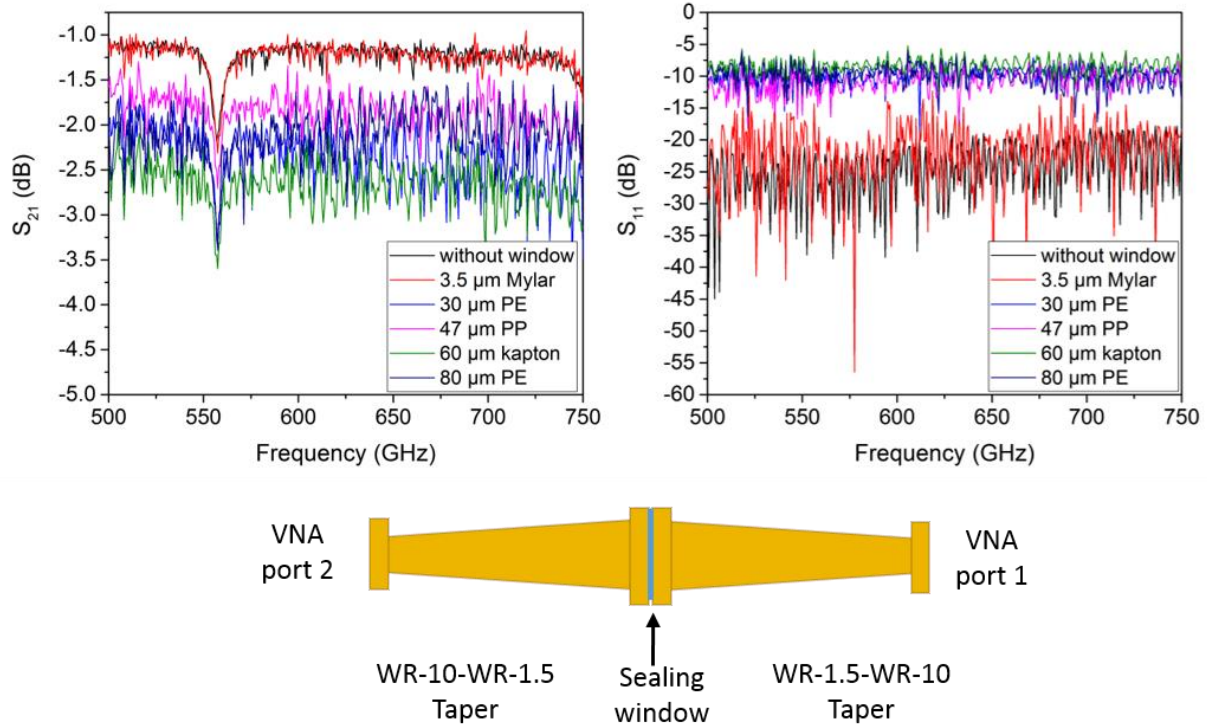 -1.0
-1.5
-2.0
-2.5
-3.0
-3.5
-4.0
-4.5
-5.0
S21 (dB)
500 550 600 650 700 750
Frequency (GHz)
without window
3.5 µm Mylar
30 µm PE
47 µm PP
60 µm kapton
80 µm PE
0
-5
-10
-15
-20
-25
-30
-35
-40
-45
-50
-55
-60
S11 (dB)
500 550 600 650 700 750
Frequency (GHz)
without window
3.5 µm Mylar
30 µm PE
47 µm PP
60 µm kapton
80 µm PE
VNA
port 2
VNA
port 1
WR-10-WR-1.5
Taper
Sealing
window
WR-1.5-WR-10
Taper